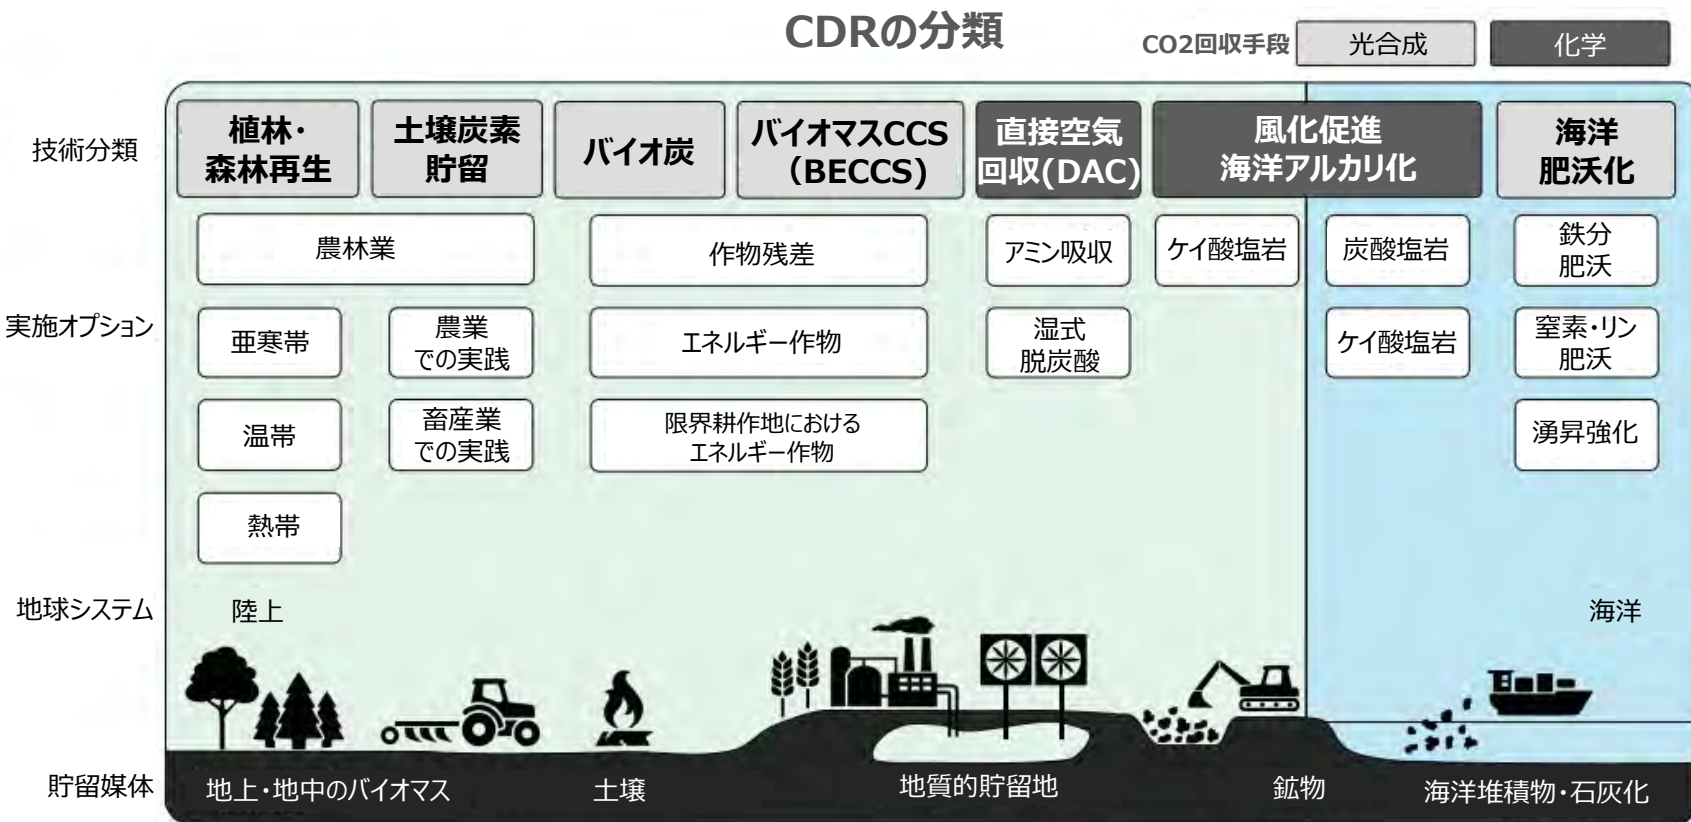 CDRの分類
CO2回収手段
光合成
化学
技術分類
植林・
森林再生
土壌炭素
貯留
バイオ炭
バイオマスCCS
(BECCS)
直接空気
回収(DAC)
風化促進
海洋アルカリ化
海洋
肥沃化
実施オプション
農林業
作物残差
アミン吸収
ケイ酸塩岩
炭酸塩岩
鉄分
肥沃
亜寒帯
農業
での実践
エネルギー作物
湿式
脱炭酸
ケイ酸塩岩
窒素・リン
肥沃
温帯
畜産業
での実践
限界耕作地における
エネルギー作物
湧昇強化
熱帯
地球システム
陸上
海洋
貯留媒体
地上・地中のバイオマス
土壌
地質的貯留地
鉱物
海洋堆積物・石灰化